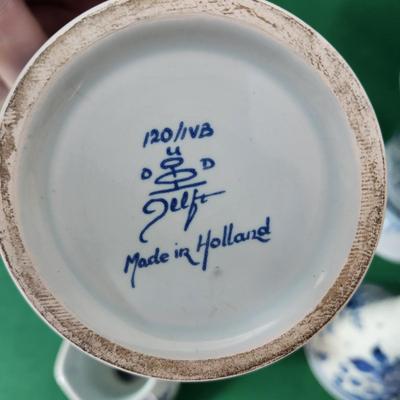 120/IVB
U
O D
Delft
Made in Holland